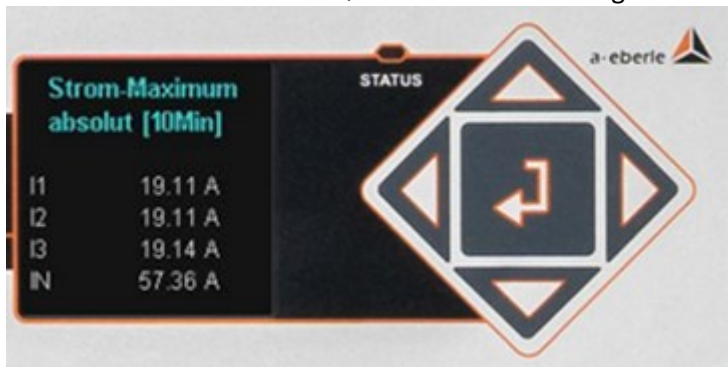 STATUS
a-eberle
Strom-Maximum
absolut [10Min]
I1 19.11 A
I2 19.11 A
I3 19.14 A
IN 57.36 A